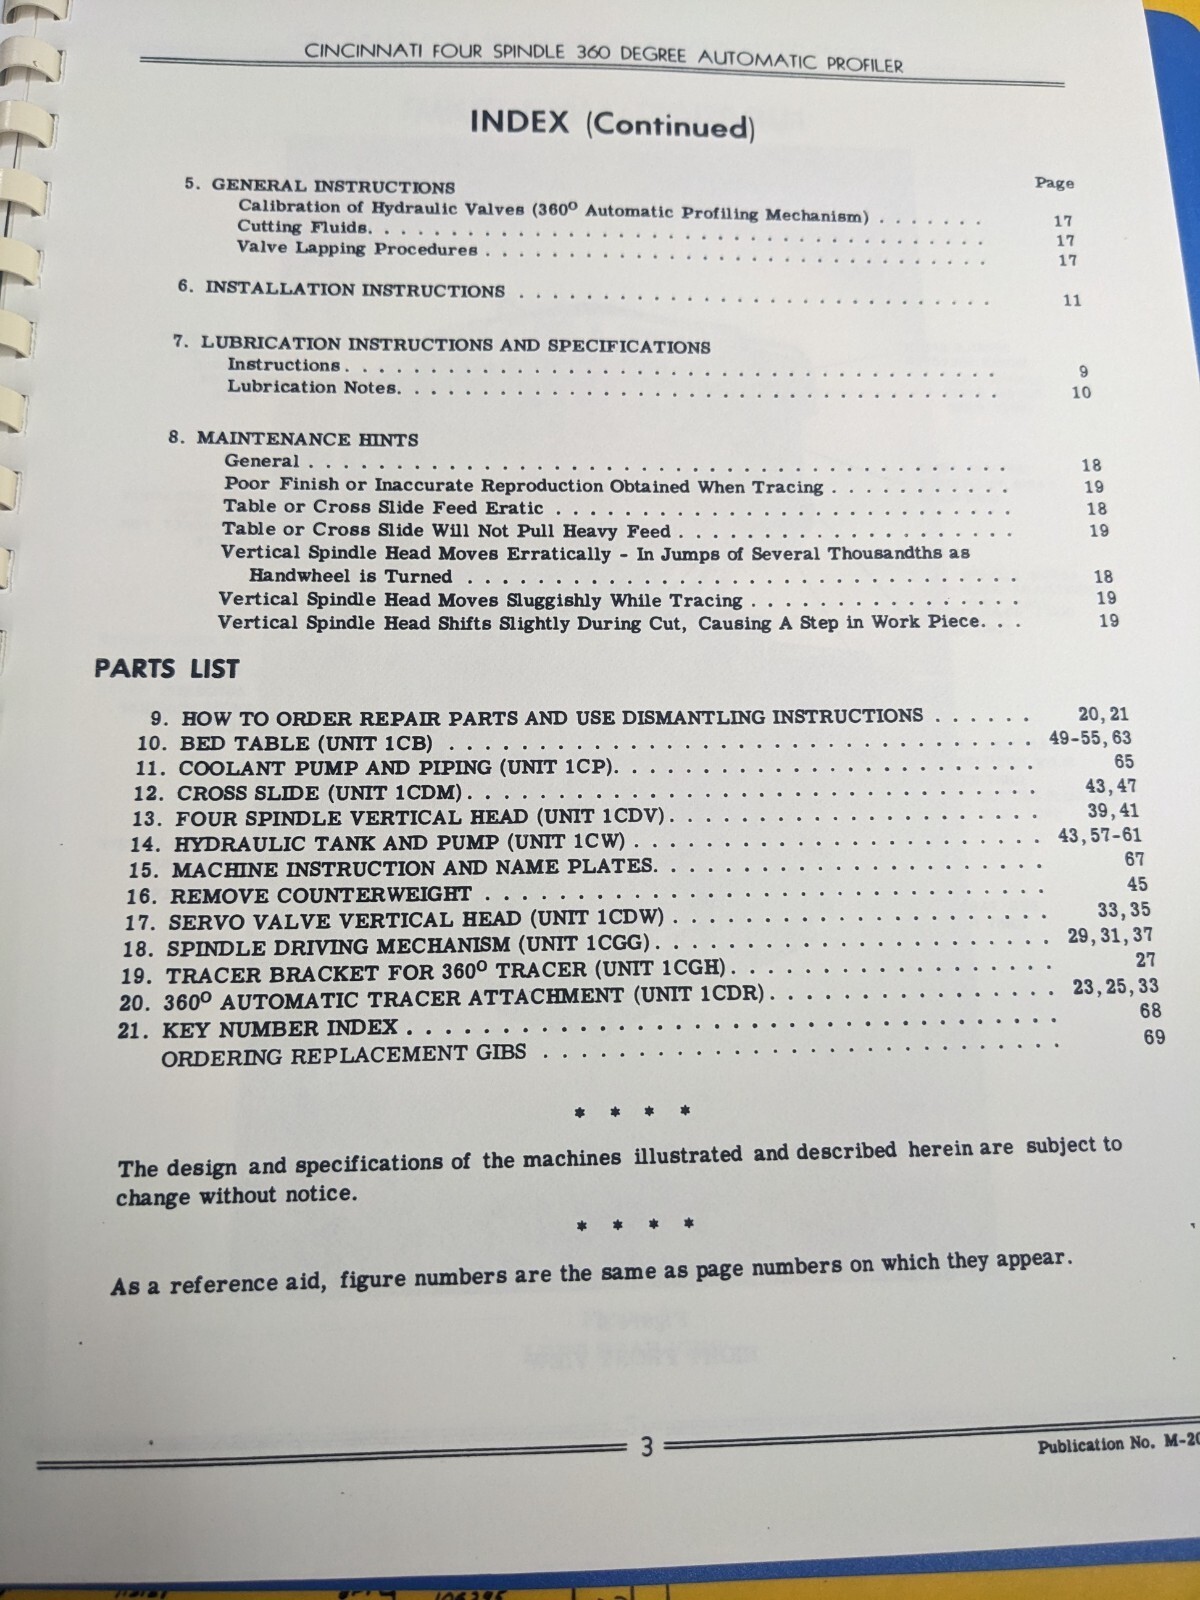 CINCINNATI FOUR SPINDLE 360 DEGREE AUTOMATIC PROFILER
INDEX (Continued)
Page
5. GENERAL INSTRUCTIONS
Calibration of Hydraulic Valves (360º Automatic Profiling Mechanism) . . . . . . . 17
Cutting Fluids. . . . . . . . . . . . . . . . . . . . . . . . . . . . . . . . . . . 17
Valve Lapping Procedures . . . . . . . . . . . . . . . . . . . . . . . . . . . . . 17
6. INSTALLATION INSTRUCTIONS . . . . . . . . . . . . . . . . . . . . . . . . . . . 11
7. LUBRICATION INSTRUCTIONS AND SPECIFICATIONS
Instructions. . . . . . . . . . . . . . . . . . . . . . . . . . . . . . . . . . . . 9
Lubrication Notes. . . . . . . . . . . . . . . . . . . . . . . . . . . . . . . . . 10
8. MAINTENANCE HINTS
General . . . . . . . . . . . . . . . . . . . . . . . . . . . . . . . . . . . . . . 18
Poor Finish or Inaccurate Reproduction Obtained When Tracing . . . . . . . . . . . 19
Table or Cross Slide Feed Eratic . . . . . . . . . . . . . . . . . . . . . . . . . 18
Table or Cross Slide Will Not Pull Heavy Feed . . . . . . . . . . . . . . . . . . 19
Vertical Spindle Head Moves Erratically - In Jumps of Several Thousandths as
Handwheel is Turned . . . . . . . . . . . . . . . . . . . . . . . . . . . . . 18
Vertical Spindle Head Moves Sluggishly While Tracing . . . . . . . . . . . . . . . 19
Vertical Spindle Head Shifts Slightly During Cut, Causing A Step in Work Piece. . . 19
PARTS LIST
9. HOW TO ORDER REPAIR PARTS AND USE DISMANTLING INSTRUCTIONS . . . . . . 20, 21
10. BED TABLE (UNIT 1CB) . . . . . . . . . . . . . . . . . . . . . . . . . . . . . . . . 49-55, 63
11. COOLANT PUMP AND PIPING (UNIT 1CP). . . . . . . . . . . . . . . . . . . . . . . 65
12. CROSS SLIDE (UNIT 1CDM). . . . . . . . . . . . . . . . . . . . . . . . . . . . . . . 43, 47
13. FOUR SPINDLE VERTICAL HEAD (UNIT 1CDV). . . . . . . . . . . . . . . . . . . . 39, 41
14. HYDRAULIC TANK AND PUMP (UNIT 1CW) . . . . . . . . . . . . . . . . . . . . . . . 43, 57-61
15. MACHINE INSTRUCTION AND NAME PLATES. . . . . . . . . . . . . . . . . . . . . 67
16. REMOVE COUNTERWEIGHT . . . . . . . . . . . . . . . . . . . . . . . . . . . . . . 45
17. SERVO VALVE VERTICAL HEAD (UNIT 1CDW) . . . . . . . . . . . . . . . . . . . . 33, 35
18. SPINDLE DRIVING MECHANISM (UNIT 1CGG). . . . . . . . . . . . . . . . . . . . . 29, 31, 37
19. TRACER BRACKET FOR 360º TRACER (UNIT 1CGH). . . . . . . . . . . . . . . . . 27
20. 360º AUTOMATIC TRACER ATTACHMENT (UNIT 1CDR). . . . . . . . . . . . . . . . 23, 25, 33
21. KEY NUMBER INDEX . . . . . . . . . . . . . . . . . . . . . . . . . . . . . . . . . . . 68
ORDERING REPLACEMENT GIBS . . . . . . . . . . . . . . . . . . . . . . . . . . . . 69
* * * *
The design and specifications of the machines illustrated and described herein are subject to
change without notice.
* * * *
As a reference aid, figure numbers are the same as page numbers on which they appear.
3
Publication No. M-20